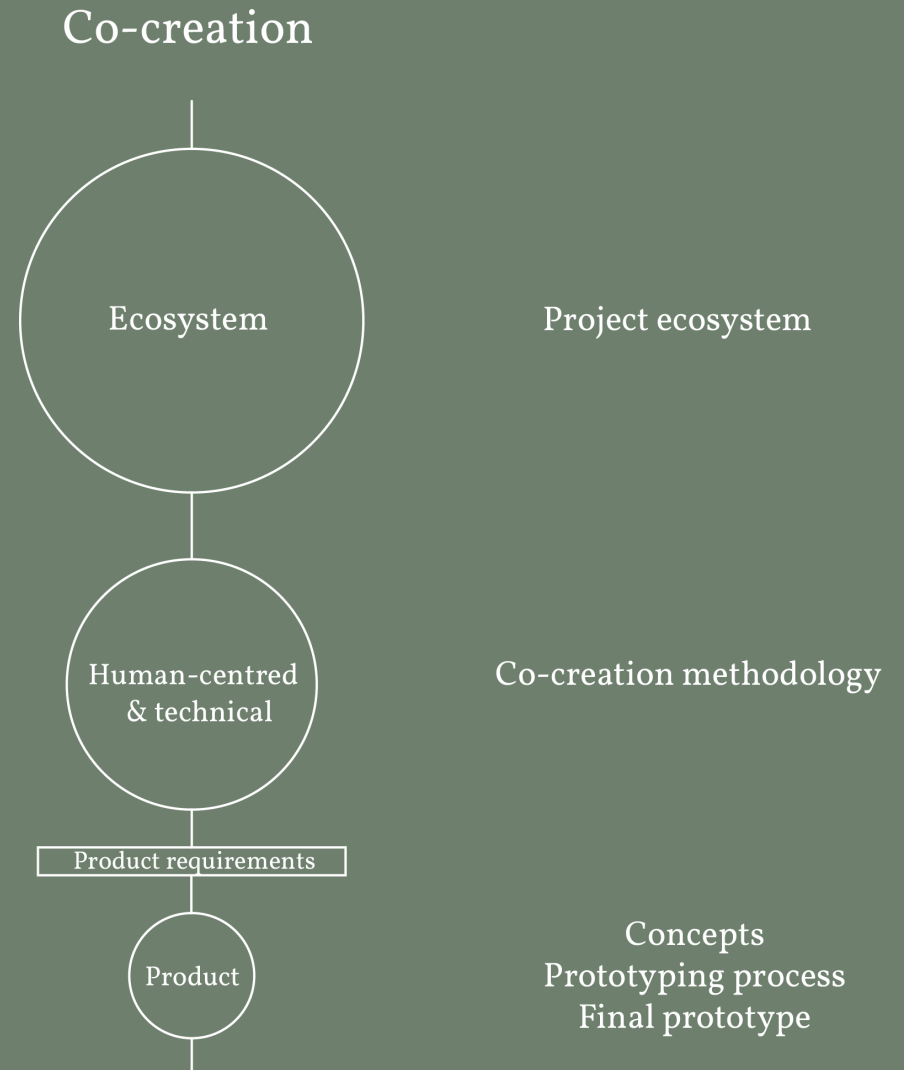 Co-creation
Ecosystem
Project ecosystem
Human-centred
& technical
Co-creation methodology
Product requirements
Product
Concepts
Prototyping process
Final prototype